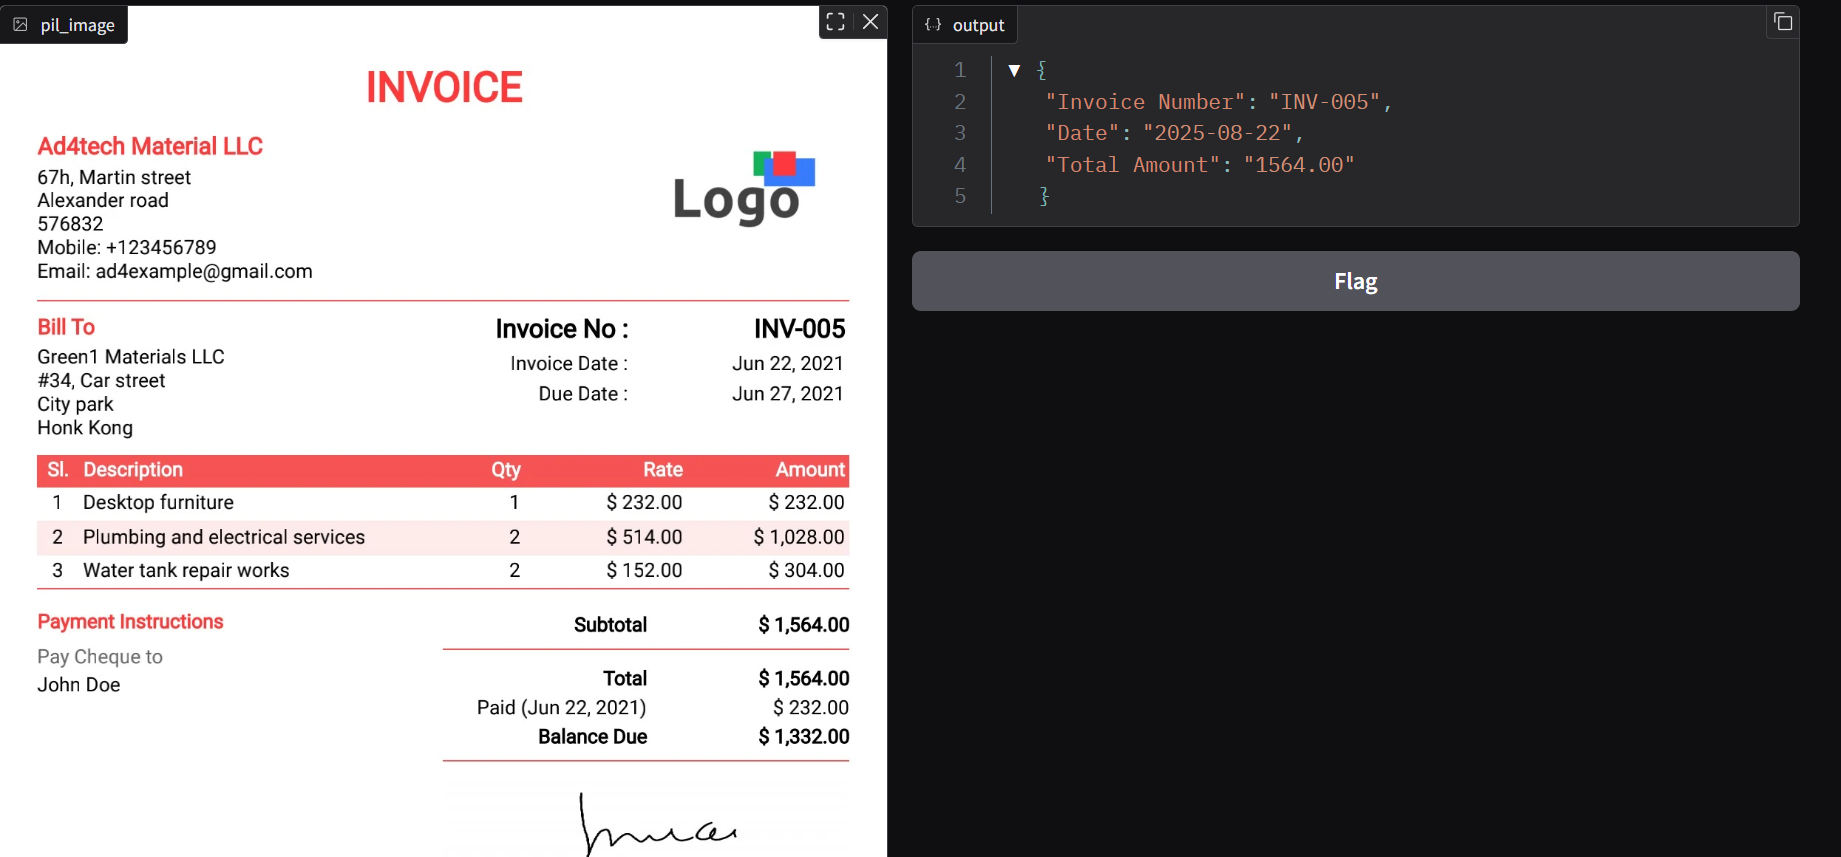 pil_image
INVOICE
Ad4tech Material LLC
67h, Martin street
Alexander road
576832
Mobile: +123456789
Email: ad4example@gmail.com
Logo
Bill To
Green1 Materials LLC
#34, Car street
City park
Honk Kong
Invoice No : INV-005
Invoice Date : Jun 22, 2021
Due Date : Jun 27, 2021
Sl. Description Qty Rate Amount
1 Desktop furniture 1 $ 232.00 $ 232.00
2 Plumbing and electrical services 2 $ 514.00 $ 1,028.00
3 Water tank repair works 2 $ 152.00 $ 304.00
Payment Instructions
Pay Cheque to
John Doe
Subtotal $ 1,564.00
Total $ 1,564.00
Paid (Jun 22, 2021) $ 232.00
Balance Due $ 1,332.00
{..} output
1 ▼ {
2 "Invoice Number": "INV-005",
3 "Date": "2025-08-22",
4 "Total Amount": "1564.00"
5 }
Flag